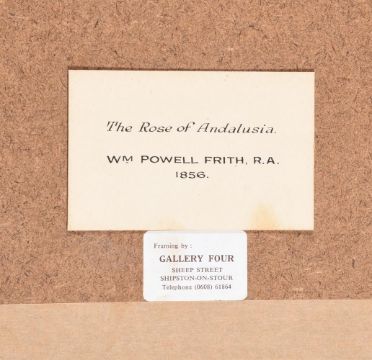 The Rose of Andalusia.
WM POWELL FRITH, R.A.
1856.
Framing by :
GALLERY FOUR
SHEEP STREET
SHIPSTON-ON-STOUR
Telephone (0608) 61864